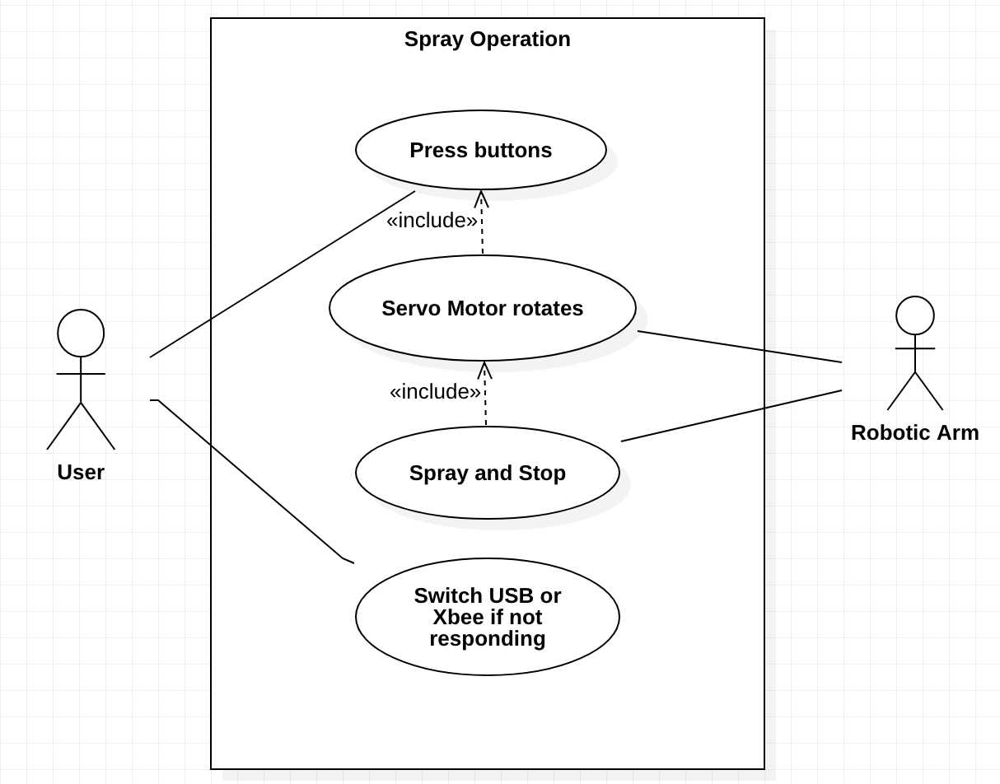 Spray Operation
Press buttons
«include»
Servo Motor rotates
«include»
Spray and Stop
Switch USB or
Xbee if not
responding
User
Robotic Arm